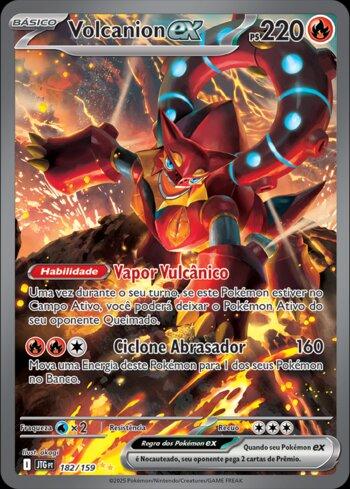 BÁSICO Volcanion ex PS 220
Habilidade Vapor Vulcânico
Uma vez durante o seu turno, se este Pokémon estiver no
Campo Ativo, você poderá deixar o Pokémon Ativo do
seu oponente Queimado.
Ciclone Abrasador 160
Mova uma Energia deste Pokémon para 1 dos seus Pokémon
no Banco.
Fraqueza ×2 Resistência Recuo
Ilust. akagi
Regra dos Pokémon ex
Quando seu Pokémon ex
é Nocauteado, seu oponente pega 2 cartas de Prêmio.
I JTG PT 182/159
©2025 Pokémon/Nintendo/Creatures/GAME FREAK